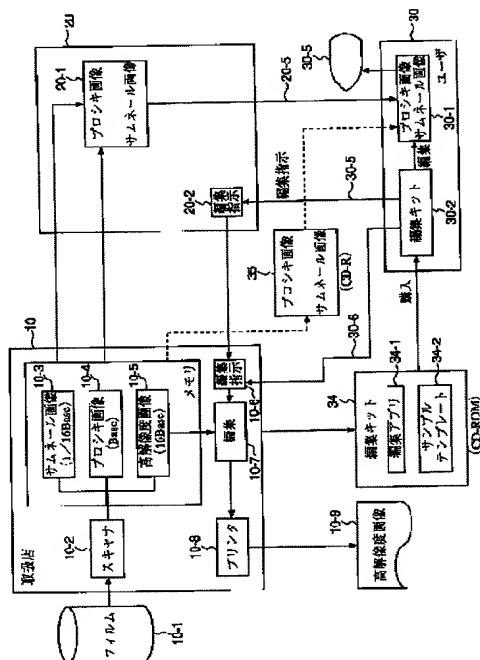 10
取扱店
10-1
フィルム
10-2
スキャナ
10-3
サムネール画像
(1/16Base)
10-4
プロシキ画像
(Base)
10-5
高解像度画像
(16Base)
メモリ
編集指示
10-6
編集
10-7
プリンタ
10-8
高解像度画像
10-9
20
20-1
プロシキ画像
サムネール画像
20-2
編集指示
20-5
35
プロシキ画像
サムネール画像
(CD-R)
編集指示
30-5
30-6
34
編集キット
編集アプリ
34-1
サンプル
テンプレート
34-2
(CD-ROM)
購入
30
プロシキ画像
サムネール画像
30-1
ユーザ
編集
編集キット
30-2
30-5